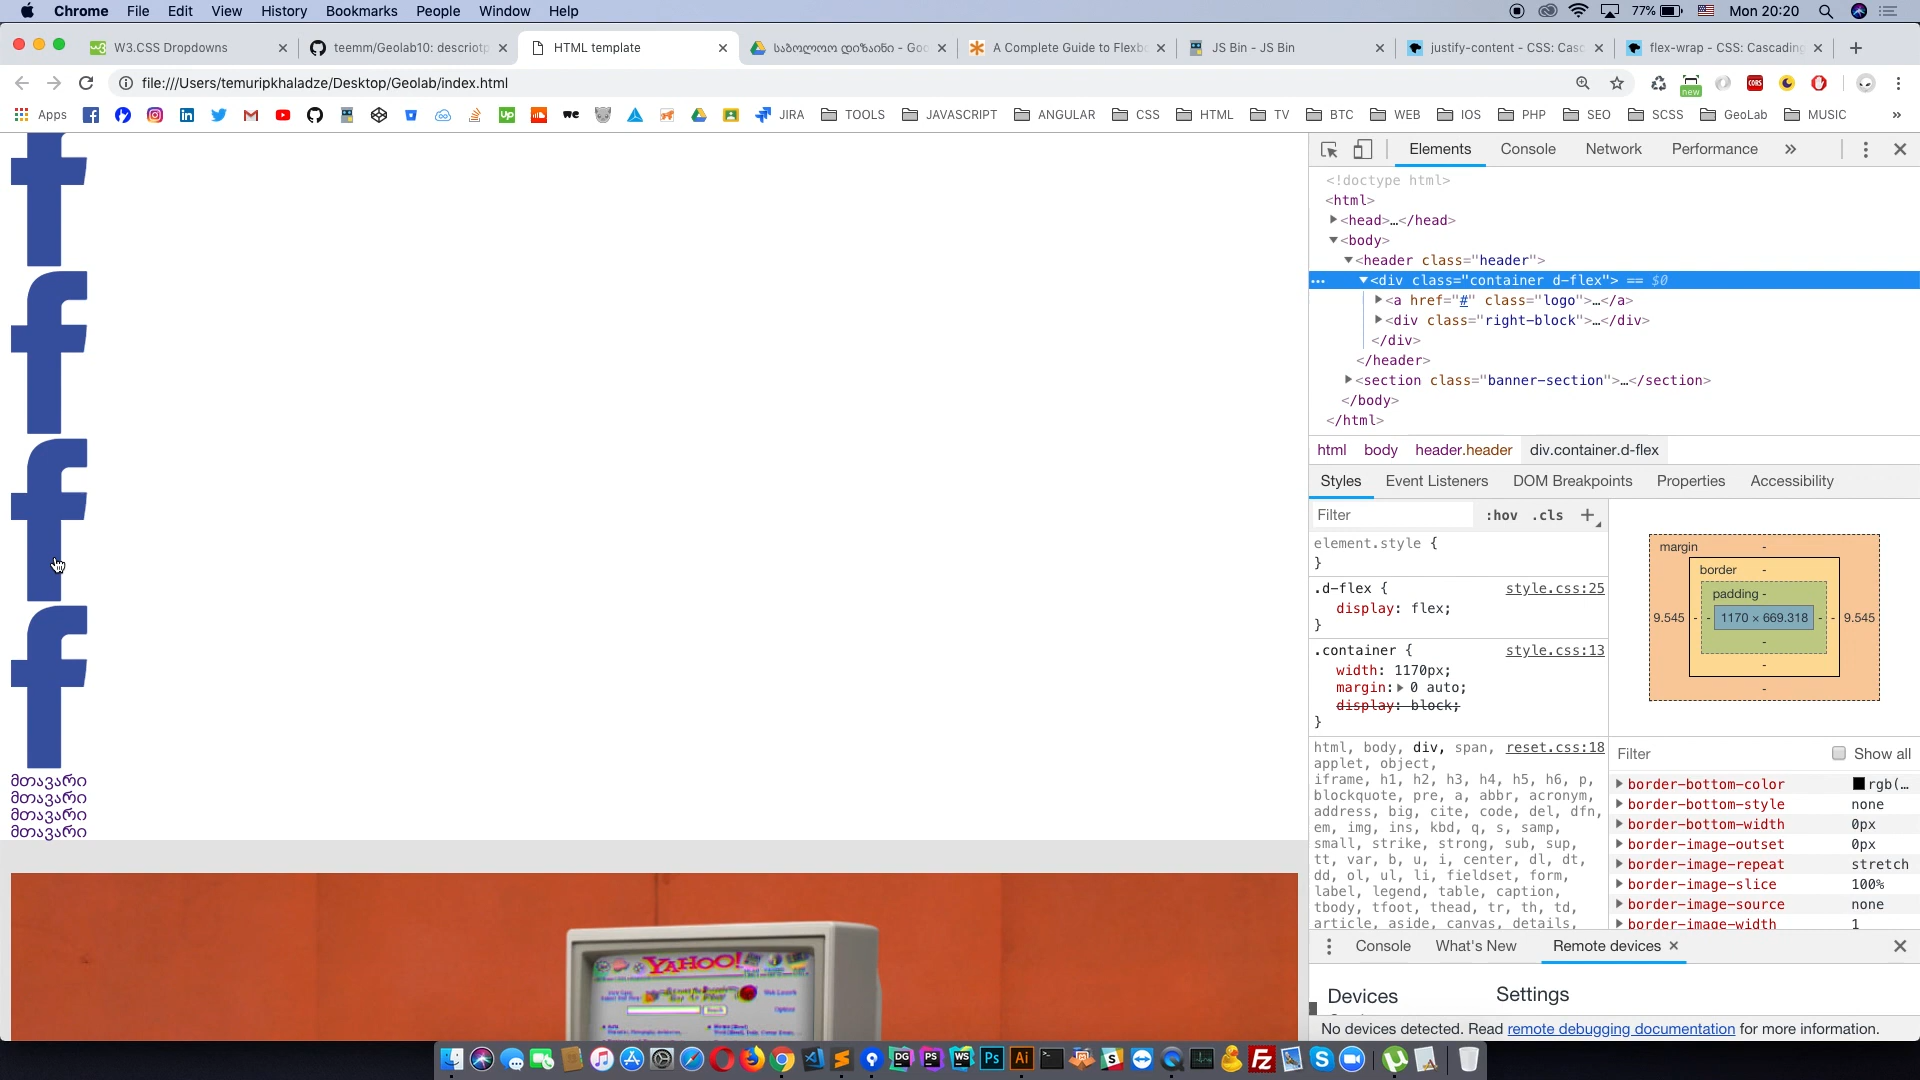 Chrome File Edit View History Bookmarks People Window Help 77% Mon 20:20
W3.CSS Dropdowns
teemm/Geolab10: descriotp
HTML template
საბოლოო დიზაინი - Goo
A Complete Guide to Flexbo
JS Bin - JS Bin
justify-content - CSS: Casc
flex-wrap - CSS: Cascading
file:///Users/temuripkhaladze/Desktop/Geolab/index.html
new
CORS
Apps JIRA TOOLS JAVASCRIPT ANGULAR CSS HTML TV BTC WEB IOS PHP SEO SCSS GeoLab MUSIC »
მთავარი
მთავარი
მთავარი
მთავარი
YAHOO!
Elements Console Network Performance »
<!doctype html>
<html>
<head>…</head>
<body>
<header class="header">
<div class="container d-flex"> == $0
<a href="#" class="logo">…</a>
<div class="right-block">…</div>
</div>
</header>
<section class="banner-section">…</section>
</body>
</html>
html body header.header div.container.d-flex
Styles Event Listeners DOM Breakpoints Properties Accessibility
Filter :hov .cls +
element.style {
}
.d-flex { style.css:25
display: flex;
}
.container { style.css:13
width: 1170px;
margin: 0 auto;
display: block;
}
html, body, div, span, reset.css:18
applet, object,
iframe, h1, h2, h3, h4, h5, h6, p,
blockquote, pre, a, abbr, acronym,
address, big, cite, code, del, dfn,
em, img, ins, kbd, q, s, samp,
small, strike, strong, sub, sup,
tt, var, b, u, i, center, dl, dt,
dd, ol, ul, li, fieldset, form,
label, legend, table, caption,
tbody, tfoot, thead, tr, th, td,
article, aside, canvas, details,
margin -
border -
padding -
9.545 - - 1170 × 669.318 - - 9.545
-
-
-
Filter Show all
border-bottom-color rgb(…
border-bottom-style none
border-bottom-width 0px
border-image-outset 0px
border-image-repeat stretch
border-image-slice 100%
border-image-source none
border-image-width 1
Console What's New Remote devices
Devices Settings
No devices detected. Read remote debugging documentation for more information.